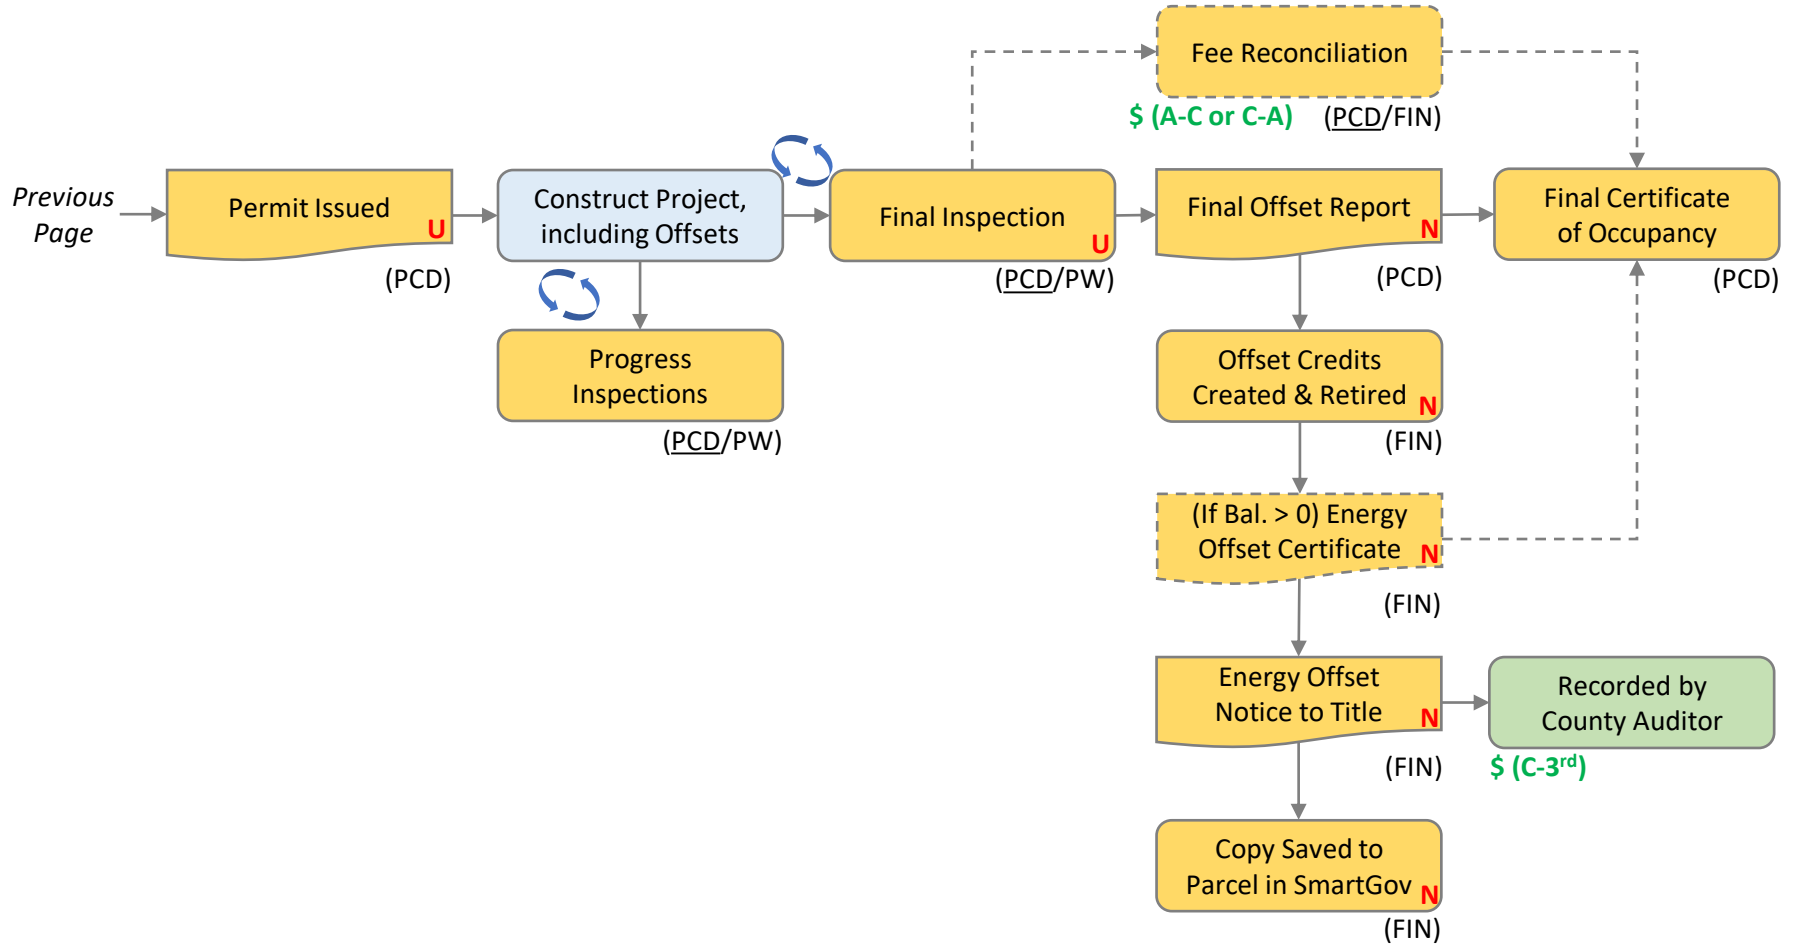 Fee Reconciliation
$ (A-C or C-A)
(PCD/FIN)
Previous
Page
Permit Issued
U
(PCD)
Construct Project,
including Offsets
Final Inspection
U
(PCD/PW)
Final Offset Report
N
(PCD)
Final Certificate
of Occupancy
(PCD)
Progress
Inspections
(PCD/PW)
Offset Credits
Created & Retired
N
(FIN)
(If Bal. > 0) Energy
Offset Certificate
N
(FIN)
Energy Offset
Notice to Title
N
(FIN)
Recorded by
County Auditor
$ (C-3rd)
Copy Saved to
Parcel in SmartGov
N
(FIN)